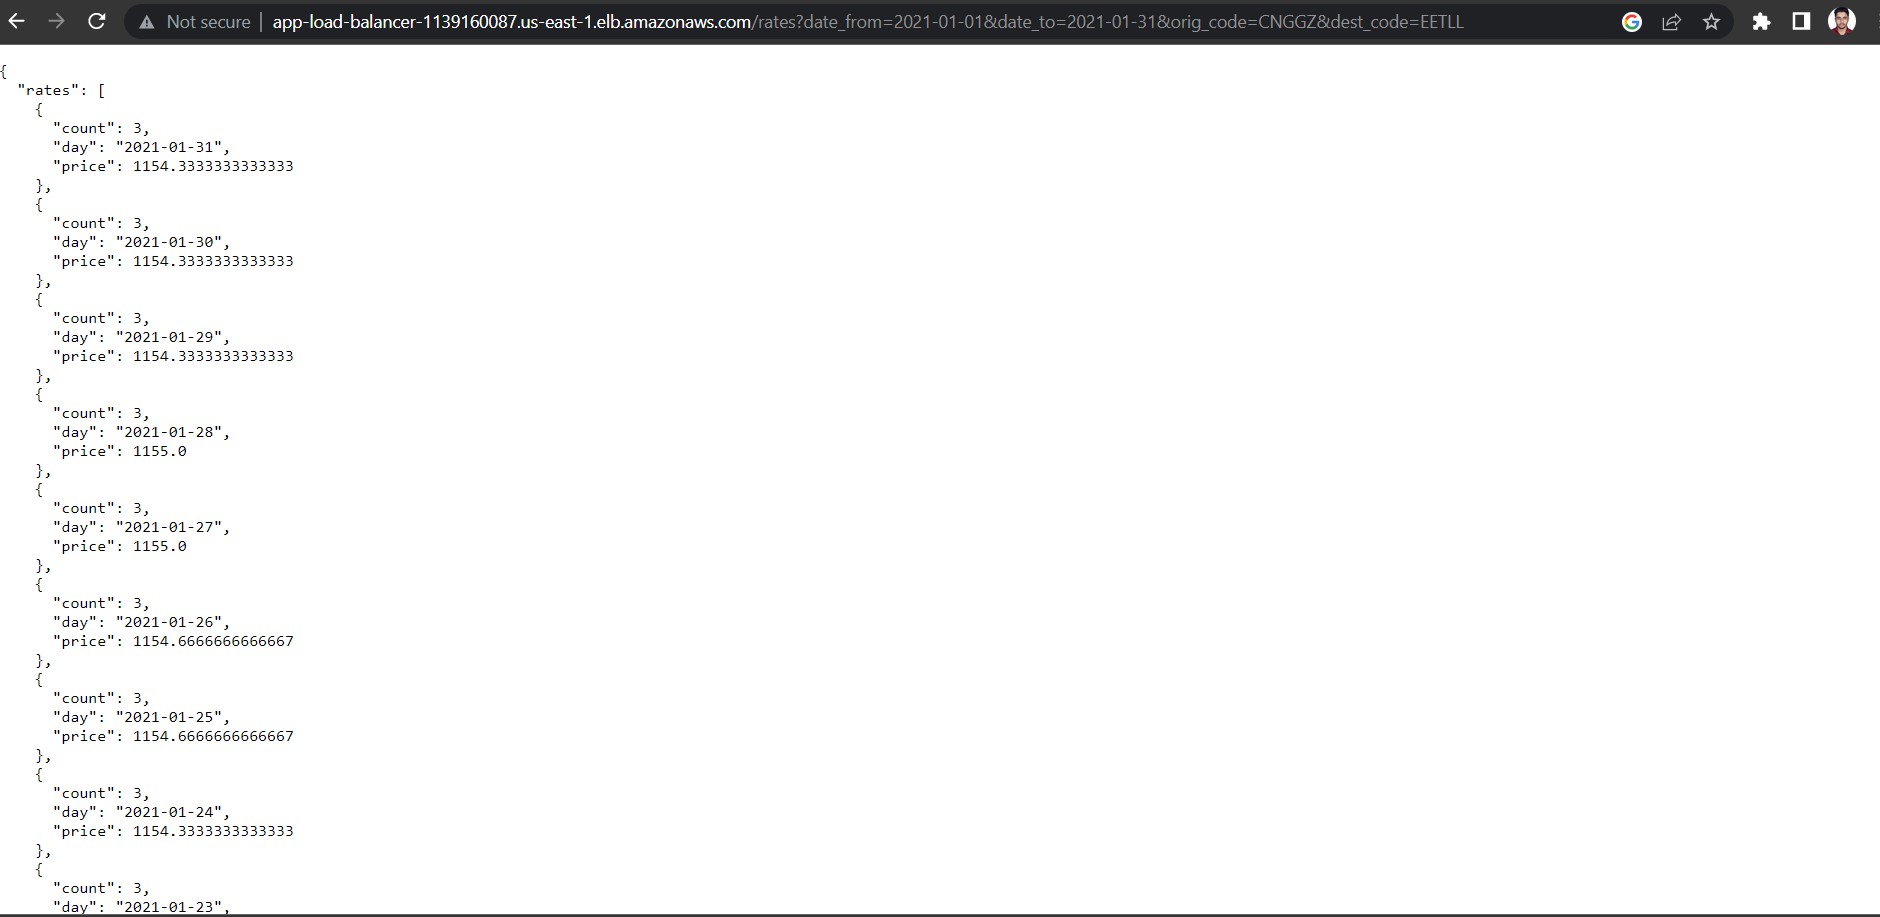 Not secure | app-load-balancer-1139160087.us-east-1.elb.amazonaws.com/rates?date_from=2021-01-01&date_to=2021-01-31&orig_code=CNGGZ&dest_code=EETLL
{
  "rates": [
    {
      "count": 3,
      "day": "2021-01-31",
      "price": 1154.3333333333333
    },
    {
      "count": 3,
      "day": "2021-01-30",
      "price": 1154.3333333333333
    },
    {
      "count": 3,
      "day": "2021-01-29",
      "price": 1154.3333333333333
    },
    {
      "count": 3,
      "day": "2021-01-28",
      "price": 1155.0
    },
    {
      "count": 3,
      "day": "2021-01-27",
      "price": 1155.0
    },
    {
      "count": 3,
      "day": "2021-01-26",
      "price": 1154.6666666666667
    },
    {
      "count": 3,
      "day": "2021-01-25",
      "price": 1154.6666666666667
    },
    {
      "count": 3,
      "day": "2021-01-24",
      "price": 1154.3333333333333
    },
    {
      "count": 3,
      "day": "2021-01-23",